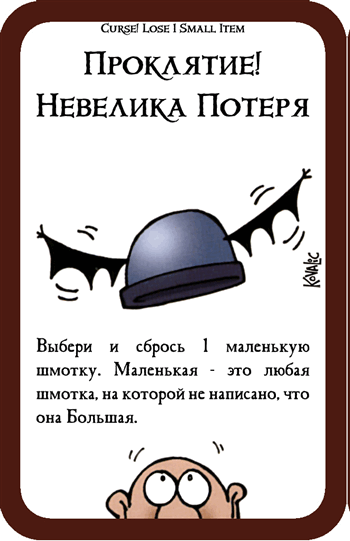 Curse! Lose 1 Small Item
Проклятие!
Невелика Потеря
Kovalic
Выбери и сбрось 1 маленькую
шмотку. Маленькая - это любая
шмотка, на которой не написано, что
она Большая.